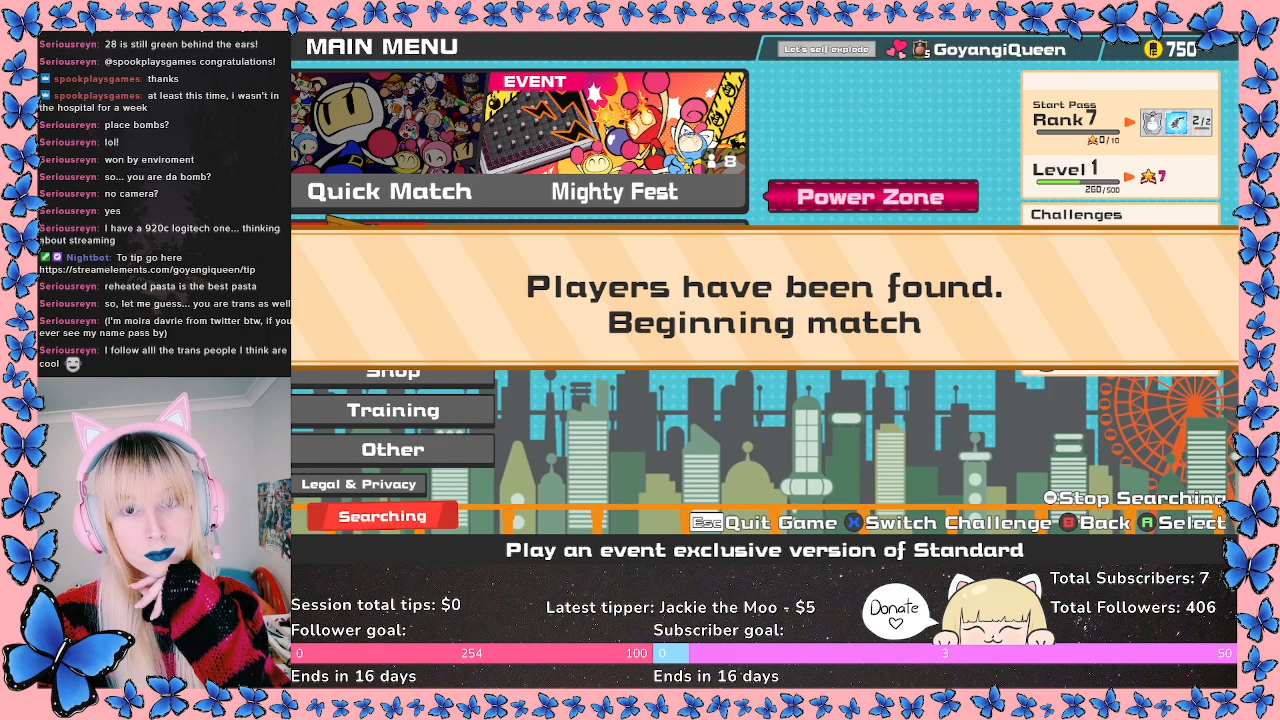 Seriousreyn: 28 is still green behind the ears!
Seriousreyn: @spookplaysgames congratulations!
spookplaysgames: thanks
spookplaysgames: at least this time, i wasn't
in the hospital for a week
Seriousreyn: place bombs?
Seriousreyn: lol!
Seriousreyn: won by enviroment
Seriousreyn: so... you are da bomb?
Seriousreyn: no camera?
Seriousreyn: yes
Seriousreyn: I have a 920c logitech one... thinking
about streaming
Nightbot: To tip go here
https://streamelements.com/goyangiqueen/tip
Seriousreyn: reheated pasta is the best pasta
Seriousreyn: so, let me guess... you are trans as well
Seriousreyn: (I'm moira davrie from twitter btw, if you
ever see my name pass by)
Seriousreyn: I follow alll the trans people I think are
cool
MAIN MENU
Let's self-explode
5
GoyangiQueen
750
EVENT
8
Quick Match
Mighty Fest
Power Zone
Start Pass
Rank 7
0/10
2/2
Level 1
260/500
7
Challenges
Players have been found.
Beginning match
Shop
Training
Other
Legal & Privacy
Searching
Stop Searching
Esc Quit Game X Switch Challenge B Back A Select
Play an event exclusive version of Standard
Session total tips: $0
Latest tipper: Jackie the Moo - $5
Donate
Total Subscribers: 7
Total Followers: 406
Follower goal:
Subscriber goal:
0 254 100
0 3 50
Ends in 16 days
Ends in 16 days